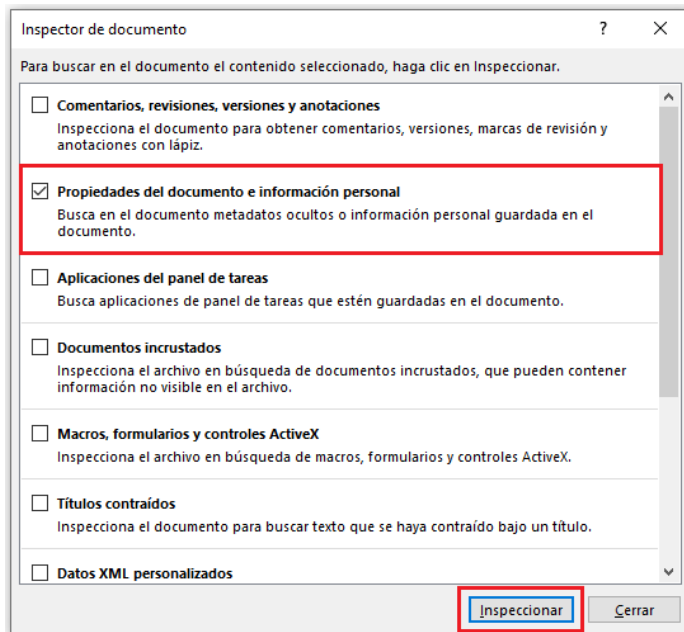 Inspector de documento
Para buscar en el documento el contenido seleccionado, haga clic en Inspeccionar.
Comentarios, revisiones, versiones y anotaciones
Inspecciona el documento para obtener comentarios, versiones, marcas de revisión y
anotaciones con lápiz.
Propiedades del documento e información personal
Busca en el documento metadatos ocultos o información personal guardada en el
documento.
Aplicaciones del panel de tareas
Busca aplicaciones de panel de tareas que estén guardadas en el documento.
Documentos incrustados
Inspecciona el archivo en búsqueda de documentos incrustados, que pueden contener
información no visible en el archivo.
Macros, formularios y controles ActiveX
Inspecciona el archivo en búsqueda de macros, formularios y controles ActiveX.
Títulos contraídos
Inspecciona el documento para buscar texto que se haya contraído bajo un título.
Datos XML personalizados
Inspeccionar Cerrar